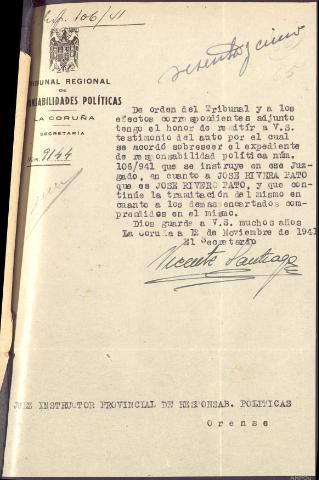 Exp. 106/41
sesenta y cinco
65
TRIBUNAL REGIONAL
DE
RESPONSABILIDADES POLÍTICAS
LA CORUÑA
SECRETARÍA
Núm. 9144
De orden del Tribunal y a los
efectos correspondientes adjunto
tengo el honor de remitir a V.S.
testimonio del auto por el cual
se acordó sobreseer el expediente
de responsabilidad política núm.
106/941 que se instruye en ese Juz-
gado, en cuanto a JOSE RIVERA PATO
que es JOSE RIVERO PATO, y que con-
tinúe la tramitación del mismo en
cuanto a los demas encartados com-
prendidos en el mismo.
Dios guarde a V.S. muchos años
La Coruña a 12 de Noviembre de 1941
El Secretario
Vicente Santiago
JUEZ INSTRUCTOR PROVINCIAL DE RESPONSAB. POLITICAS
Orense